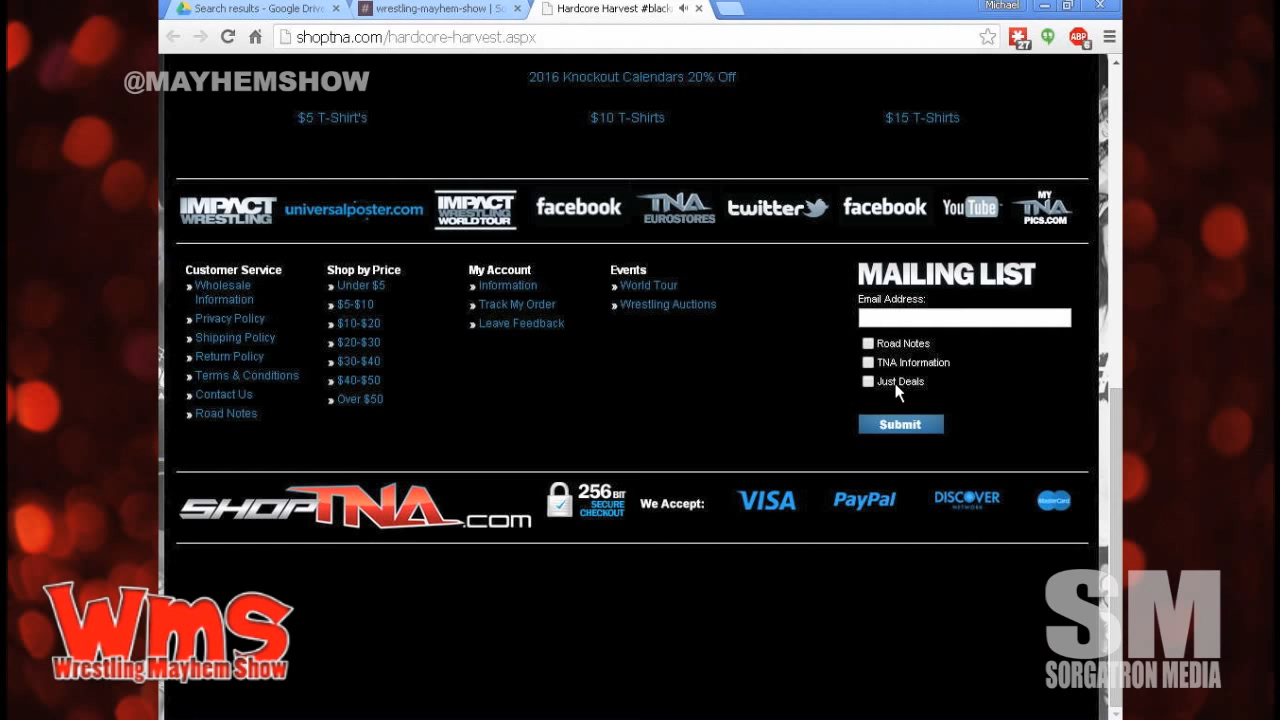 Search results - Google Drive
wrestling-mayhem-show | S
Hardcore Harvest #black
Michael
shoptna.com/hardcore-harvest.aspx
27
ABP
6
@MAYHEMSHOW
2016 Knockout Calendars 20% Off
$5 T-Shirt's
$10 T-Shirts
$15 T-Shirts
IMPACT WRESTLING
universalposter.com
IMPACT WRESTLING WORLD TOUR
facebook
TNA EUROSTORES
twitter
facebook
YouTube
MY TNA PICS.COM
Customer Service
Wholesale
Information
Privacy Policy
Shipping Policy
Return Policy
Terms & Conditions
Contact Us
Road Notes
Shop by Price
Under $5
$5-$10
$10-$20
$20-$30
$30-$40
$40-$50
Over $50
My Account
Information
Track My Order
Leave Feedback
Events
World Tour
Wrestling Auctions
MAILING LIST
Email Address:
Road Notes
TNA Information
Just Deals
Submit
SHOPTNA.COM
256 BIT
SECURE
CHECKOUT
We Accept:
VISA
PayPal
DISCOVER
NETWORK
MasterCard
WMS
Wrestling Mayhem Show
SM
SORGATRON MEDIA